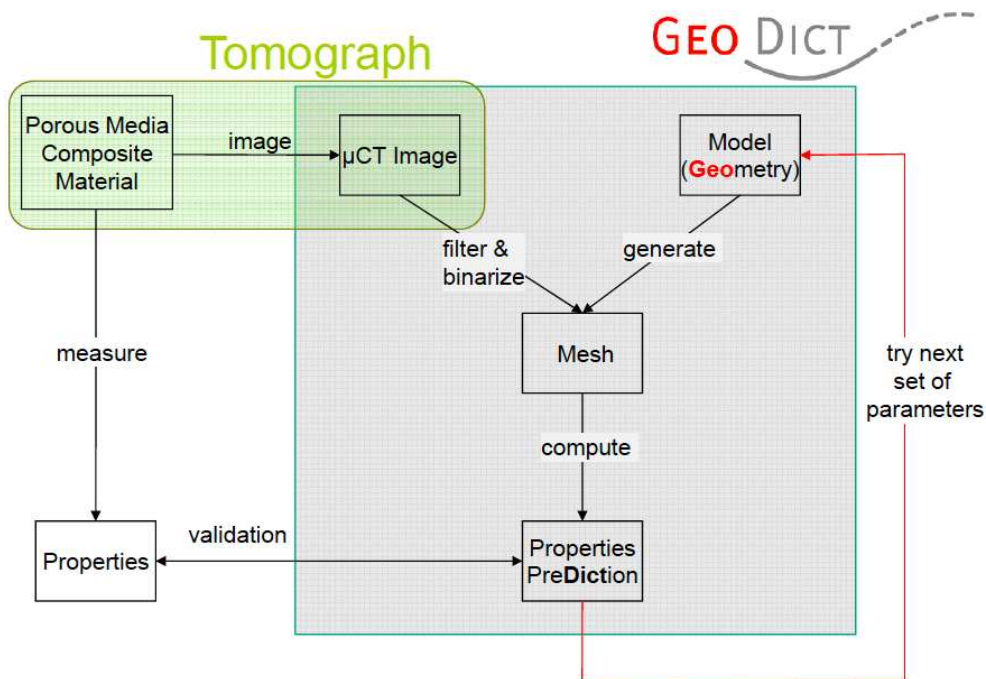 Tomograph
GEO DICT
Porous Media
Composite
Material
image
µCT Image
Model
(Geometry)
filter &
binarize
generate
measure
Mesh
try next
set of
parameters
compute
Properties
validation
Properties
PreDiction